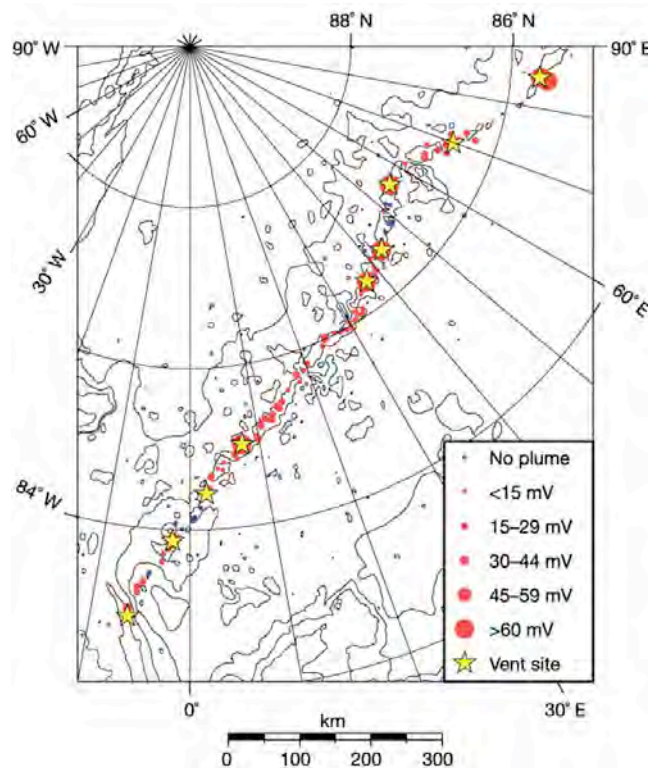 88° N
86° N
90° W
90° E
60° W
30° W
60° E
84° W
No plume
<15 mV
15–29 mV
30–44 mV
45–59 mV
>60 mV
Vent site
0°
30° E
km
0 100 200 300